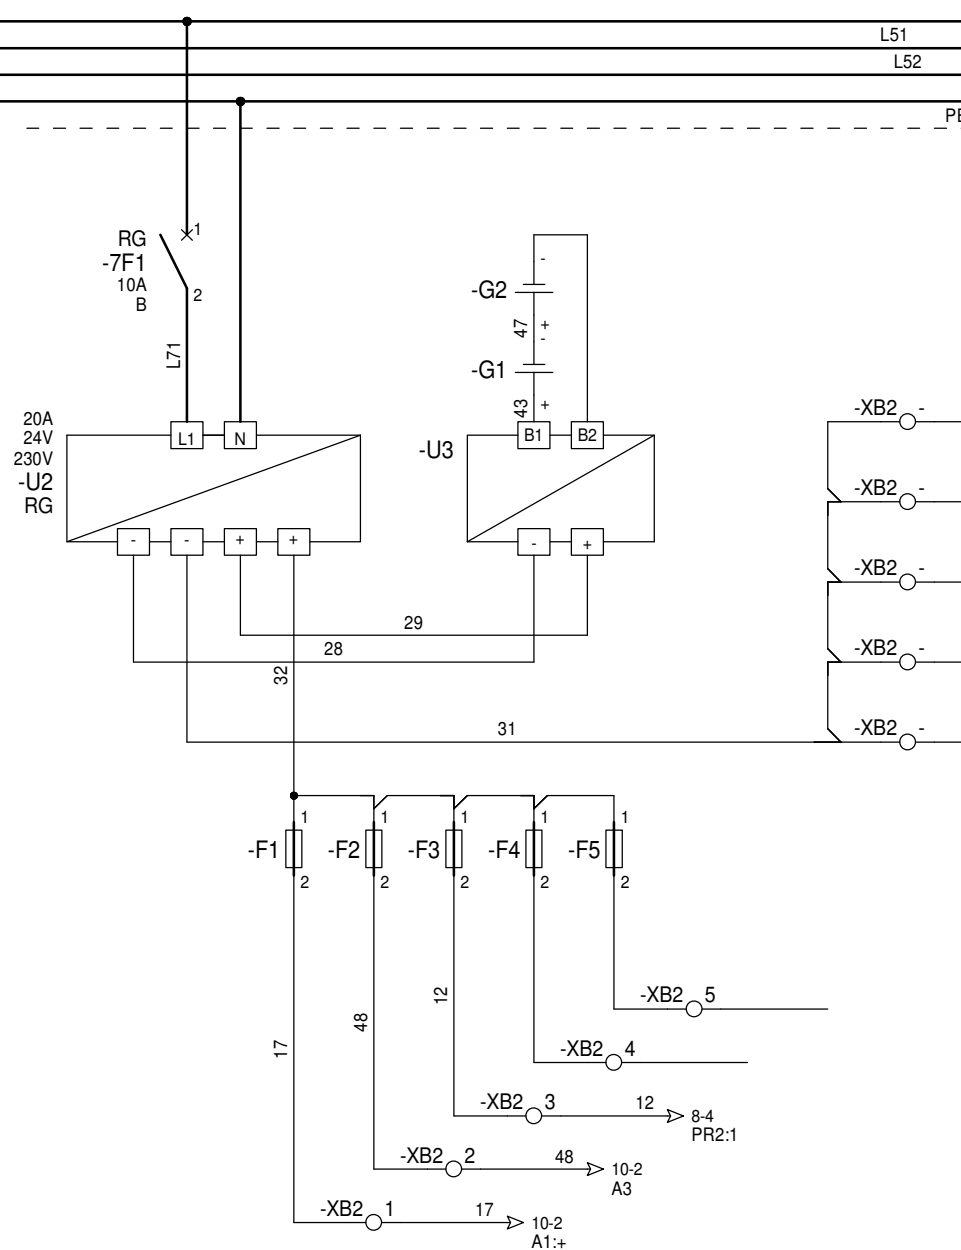 L51
L52
PE
RG
-7F1
10A
B
1
2
L71
-G2
-
47
+
-
-G1
43
+
20A
24V
230V
-U2
RG
L1
N
-
-
+
+
-U3
B1
B2
-
+
-XB2
-
-XB2
-
-XB2
-
-XB2
-
-XB2
-
29
28
32
31
-F1
1
2
-F2
1
2
-F3
1
2
-F4
1
2
-F5
1
2
17
48
12
-XB2 5
-XB2 4
-XB2 3
12
8-4
PR2:1
-XB2 2
48
10-2
A3
-XB2 1
17
10-2
A1:+